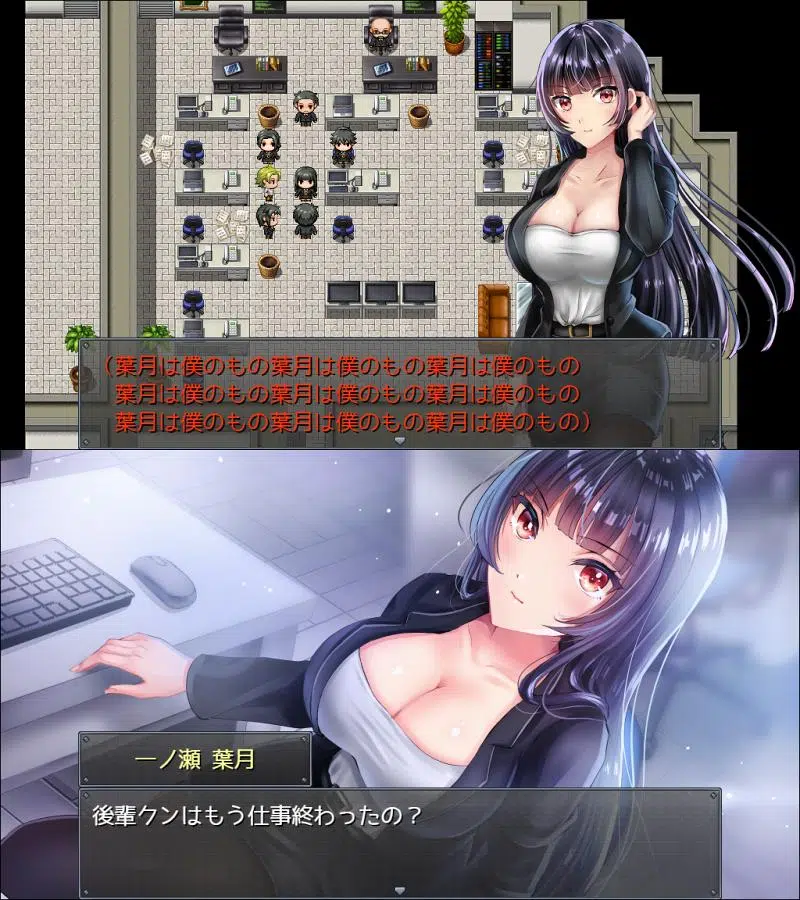 (葉月は僕のもの葉月は僕のもの葉月は僕のもの
葉月は僕のもの葉月は僕のもの葉月は僕のもの
葉月は僕のもの葉月は僕のもの葉月は僕のもの)
一ノ瀬 葉月
後輩クンはもう仕事終わったの？